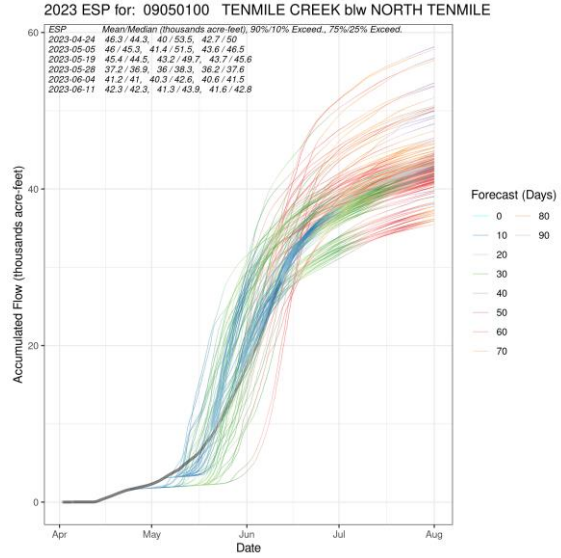 2023 ESP for:  09050100   TENMILE CREEK blw NORTH TENMILE
ESP Mean/Median (thousands acre-feet), 90%/10% Exceed., 75%/25% Exceed.
2023-04-24 46.3 / 44.3, 40 / 53.5, 42.7 / 50
2023-05-05 46 / 45.3, 41.4 / 51.5, 43.6 / 46.5
2023-05-19 45.4 / 44.5, 43.2 / 49.7, 43.7 / 45.6
2023-05-28 37.2 / 36.9, 36 / 38.3, 36.2 / 37.6
2023-06-04 41.2 / 41, 40.3 / 42.6, 40.6 / 41.5
2023-06-11 42.3 / 42.3, 41.3 / 43.9, 41.6 / 42.8
60
40
20
0
Accumulated Flow (thousands acre-feet)
Apr May Jun Jul Aug
Date
Forecast (Days)
0 80
10 90
20
30
40
50
60
70